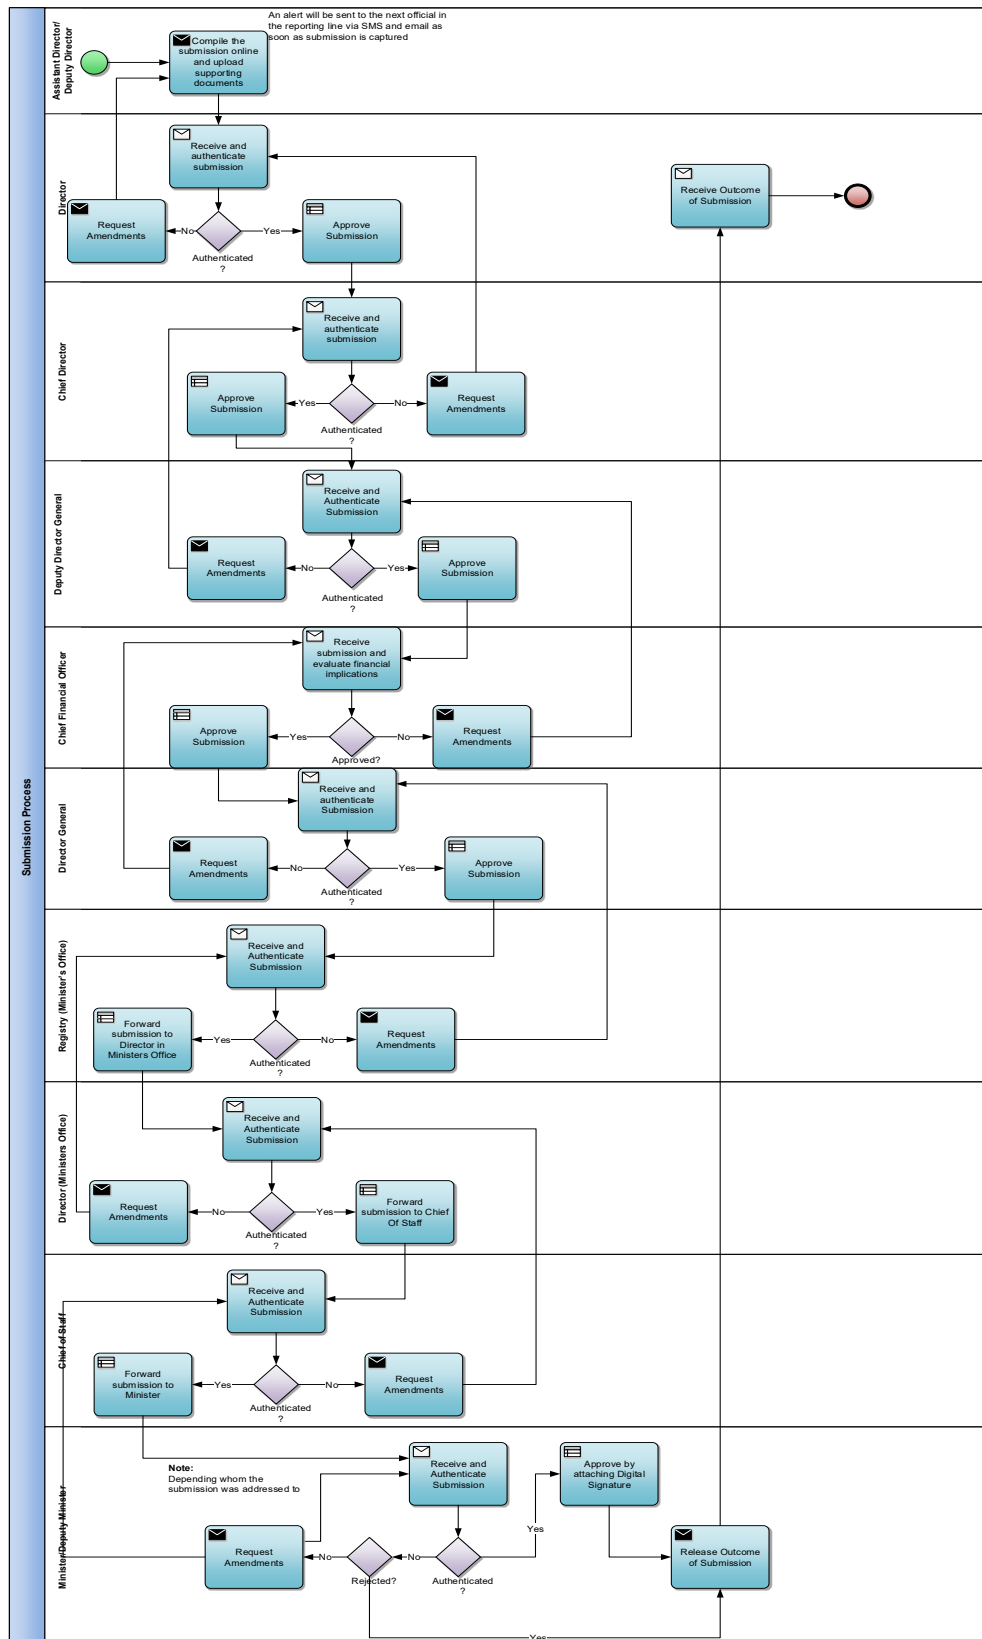 Submission Process
Assistant Director/
Deputy Director
An alert will be sent to the next official in
the reporting line via SMS and email as
soon as submission is captured
Compile the
submission online
and upload
supporting
documents
Director
Receive and
authenticate
submission
Request
Amendments
No
Authenticated
?
Yes
Approve
Submission
Receive Outcome
of Submission
Chief Director
Receive and
authenticate
submission
Approve
Submission
Yes
Authenticated
?
No
Request
Amendments
Deputy Director General
Receive and
Authenticate
Submission
Request
Amendments
No
Authenticated
?
Yes
Approve
Submission
Chief Financial Officer
Receive
submission and
evaluate financial
implications
Approve
Submission
Yes
Approved?
No
Request
Amendments
Director General
Receive and
authenticate
Submission
Request
Amendments
No
Authenticated
?
Yes
Approve
Submission
Registry (Minister's Office)
Receive and
Authenticate
Submission
Forward
submission to
Director in
Ministers Office
Yes
Authenticated
?
No
Request
Amendments
Director (Ministers Office)
Receive and
Authenticate
Submission
Request
Amendments
No
Authenticated
?
Yes
Forward
submission to Chief
Of Staff
Chief of Staff
Receive and
Authenticate
Submission
Forward
submission to
Minister
Yes
Authenticated
?
No
Request
Amendments
Minister/Deputy Minister
Note:
Depending whom the
submission was addressed to
Receive and
Authenticate
Submission
Approve by
attaching Digital
Signature
Yes
Request
Amendments
No
Rejected?
No
Authenticated
?
Release Outcome
of Submission
Yes